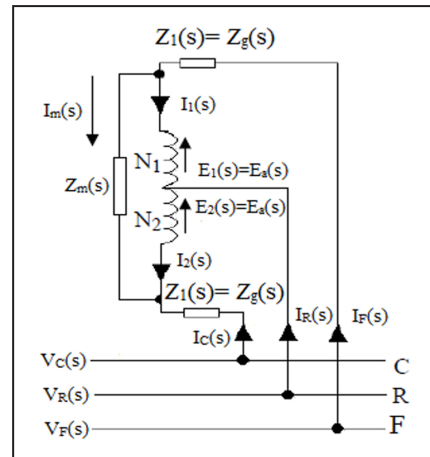 Z1(s)= Zg(s)
Im(s)
I1(s)
N1
E1(s)=Ea(s)
Zm(s)
E2(s)=Ea(s)
N2
I2(s)
Z1(s)= Zg(s)
IR(s)
IF(s)
IC(s)
VC(s)
C
VR(s)
R
VF(s)
F